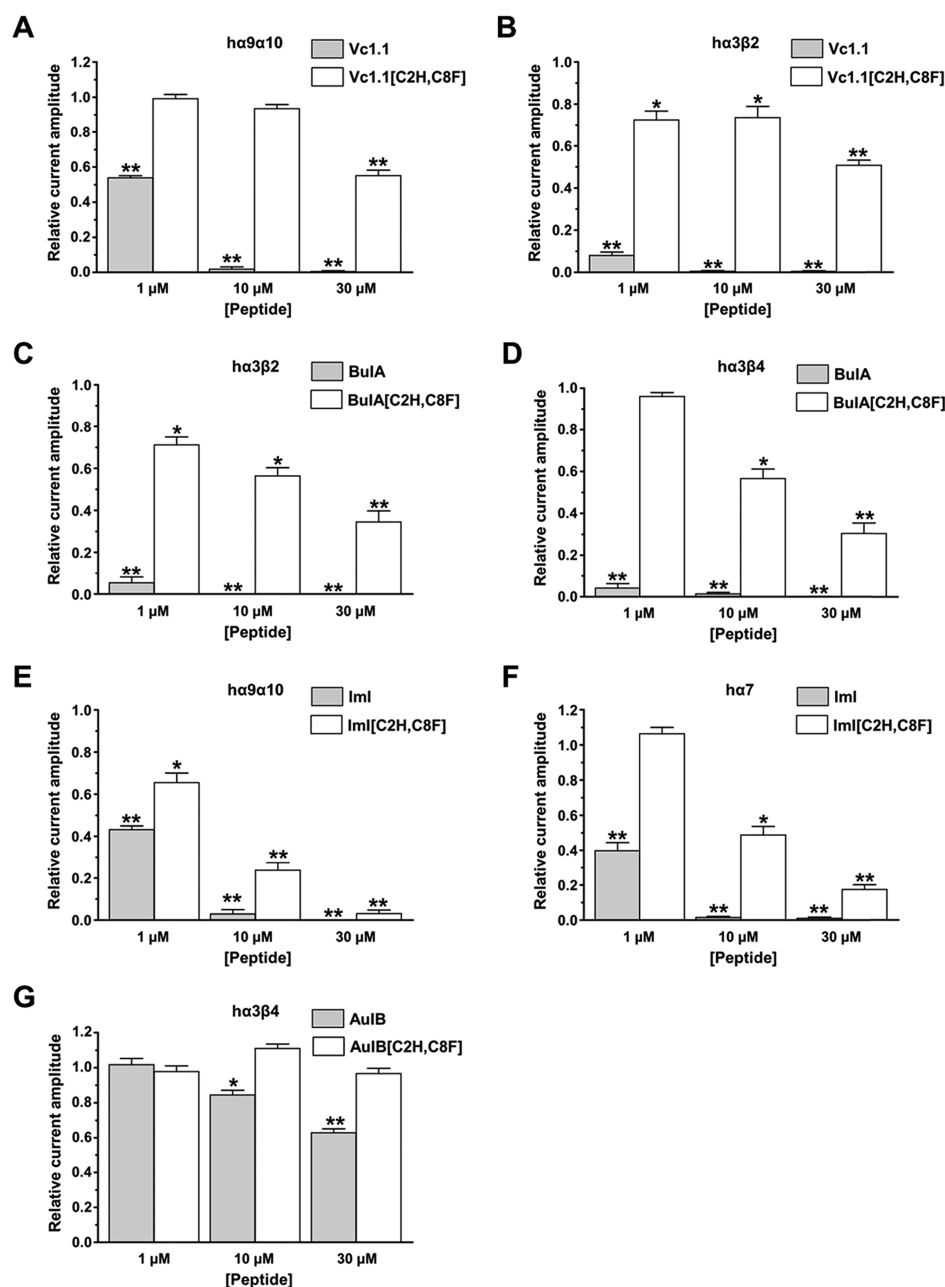 A
hα9α10
Vc1.1
Vc1.1[C2H,C8F]
Relative current amplitude
1.2
1.0
0.8
0.6
0.4
0.2
0.0
**
**
**
**
1 µM
10 µM
30 µM
[Peptide]
B
hα3β2
Vc1.1
Vc1.1[C2H,C8F]
Relative current amplitude
1.0
0.8
0.6
0.4
0.2
0.0
**
*
**
*
**
**
1 µM
10 µM
30 µM
[Peptide]
C
hα3β2
BuIA
BuIA[C2H,C8F]
Relative current amplitude
1.0
0.8
0.6
0.4
0.2
0.0
**
*
**
*
**
**
1 µM
10 µM
30 µM
[Peptide]
D
hα3β4
BuIA
BuIA[C2H,C8F]
Relative current amplitude
1.0
0.8
0.6
0.4
0.2
0.0
**
**
*
**
**
1 µM
10 µM
30 µM
[Peptide]
E
hα9α10
ImI
ImI[C2H,C8F]
Relative current amplitude
1.0
0.8
0.6
0.4
0.2
0.0
**
*
**
**
**
**
1 µM
10 µM
30 µM
[Peptide]
F
hα7
ImI
ImI[C2H,C8F]
Relative current amplitude
1.2
1.0
0.8
0.6
0.4
0.2
0.0
**
**
*
**
**
1 µM
10 µM
30 µM
[Peptide]
G
hα3β4
AuIB
AuIB[C2H,C8F]
Relative current amplitude
1.2
1.0
0.8
0.6
0.4
0.2
0.0
*
**
1 µM
10 µM
30 µM
[Peptide]